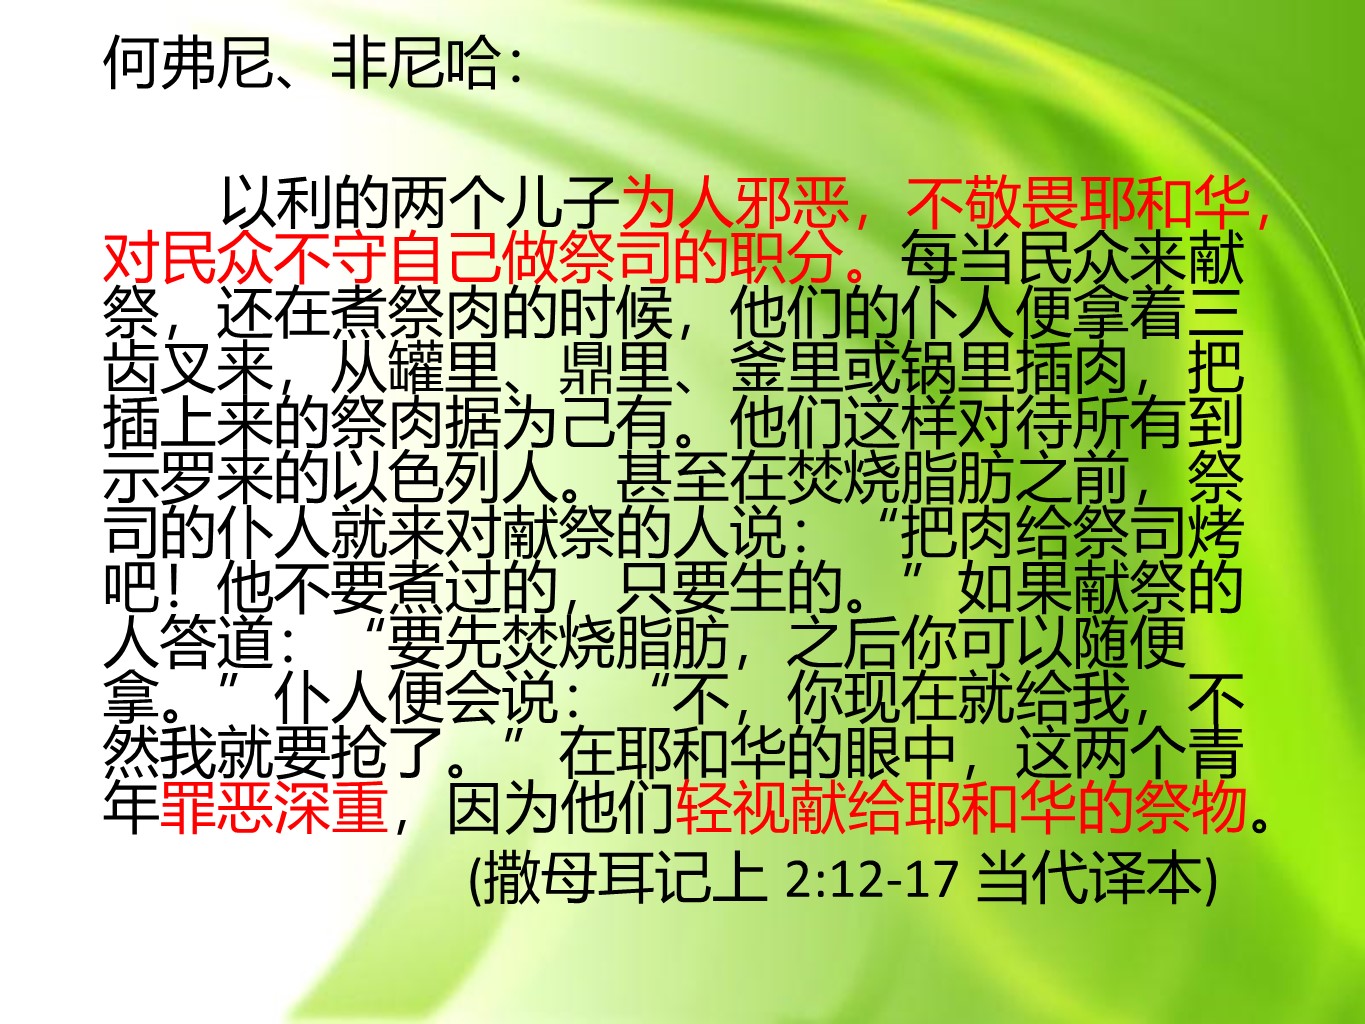 何弗尼、非尼哈：
以利的两个儿子为人邪恶，不敬畏耶和华，
对民众不守自己做祭司的职分。每当民众来献
祭，还在煮祭肉的时候，他们的仆人便拿着三
齿叉来，从罐里、鼎里、釜里或锅里插肉，把
插上来的祭肉据为己有。他们这样对待所有到
示罗来的以色列人。甚至在焚烧脂肪之前，祭
司的仆人就来对献祭的人说：“把肉给祭司烤
吧！他不要煮过的，只要生的。”如果献祭的
人答道：“要先焚烧脂肪，之后你可以随便
拿。”仆人便会说：“不，你现在就给我，不
然我就要抢了。”在耶和华的眼中，这两个青
年罪恶深重，因为他们轻视献给耶和华的祭物。
(撒母耳记上 2:12-17 当代译本)